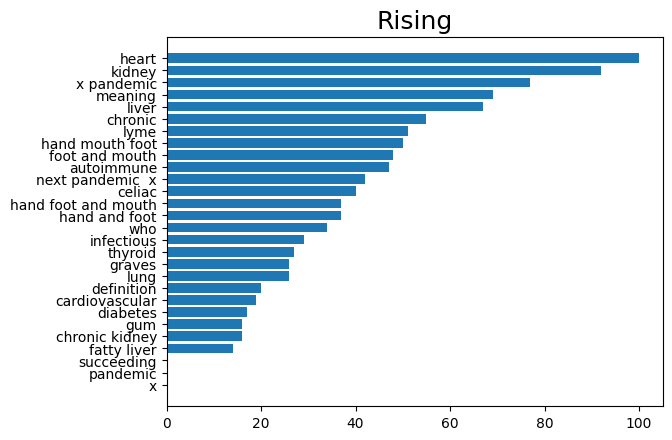 Rising
heart
kidney
x pandemic
meaning
liver
chronic
lyme
hand mouth foot
foot and mouth
autoimmune
next pandemic  x
celiac
hand foot and mouth
hand and foot
who
infectious
thyroid
graves
lung
definition
cardiovascular
diabetes
gum
chronic kidney
fatty liver
succeeding
pandemic
x
0 20 40 60 80 100